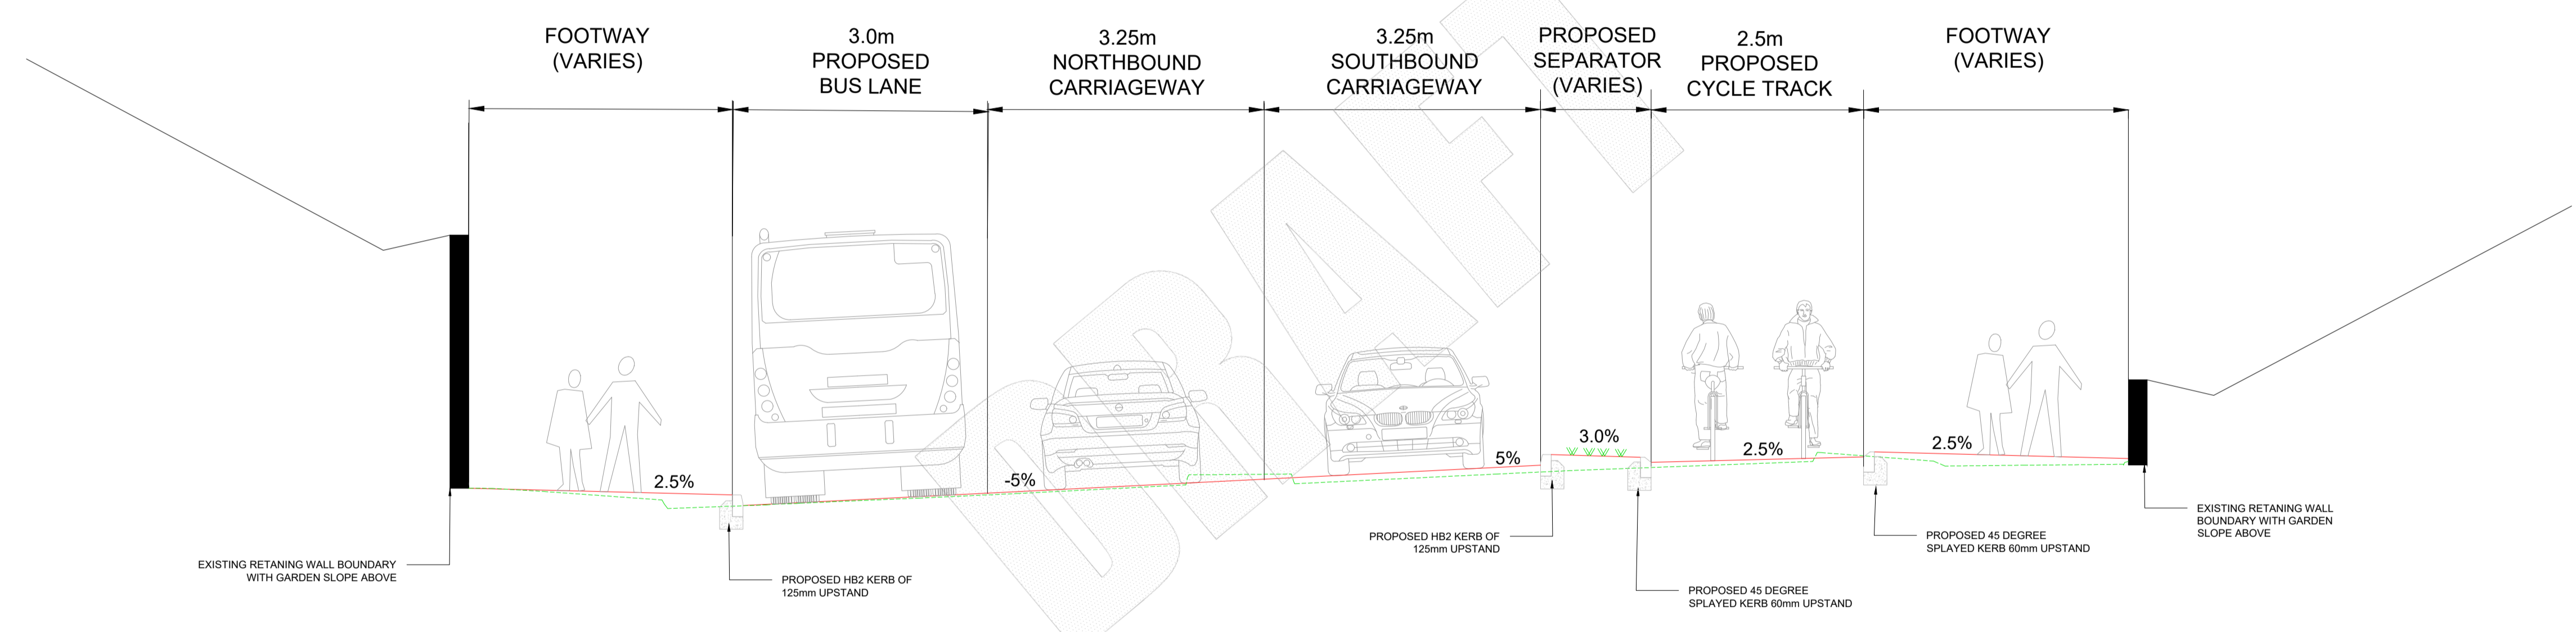 FOOTWAY
(VARIES)
3.0m
PROPOSED
BUS LANE
3.25m
NORTHBOUND
CARRIAGEWAY
3.25m
SOUTHBOUND
CARRIAGEWAY
PROPOSED
SEPARATOR
(VARIES)
2.5m
PROPOSED
CYCLE TRACK
FOOTWAY
(VARIES)
DRAFT
2.5%
-5%
5%
3.0%
2.5%
2.5%
EXISTING RETANING WALL BOUNDARY
WITH GARDEN SLOPE ABOVE
PROPOSED HB2 KERB OF
125mm UPSTAND
PROPOSED HB2 KERB OF
125mm UPSTAND
PROPOSED 45 DEGREE
SPLAYED KERB 60mm UPSTAND
PROPOSED 45 DEGREE
SPLAYED KERB 60mm UPSTAND
EXISTING RETANING WALL
BOUNDARY WITH GARDEN
SLOPE ABOVE